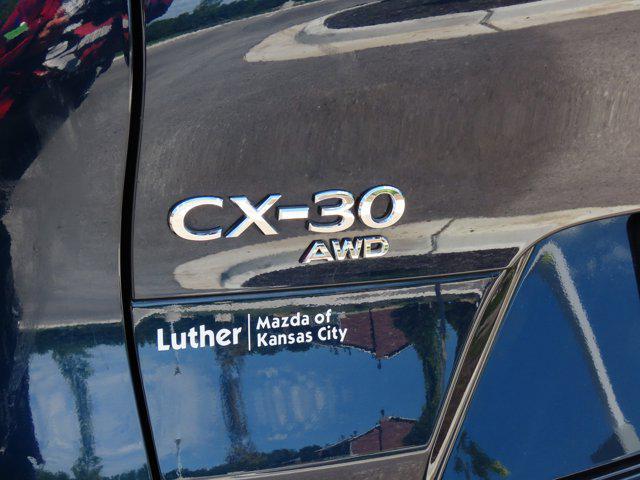 CX-30
AWD
Luther | Mazda of
Kansas City